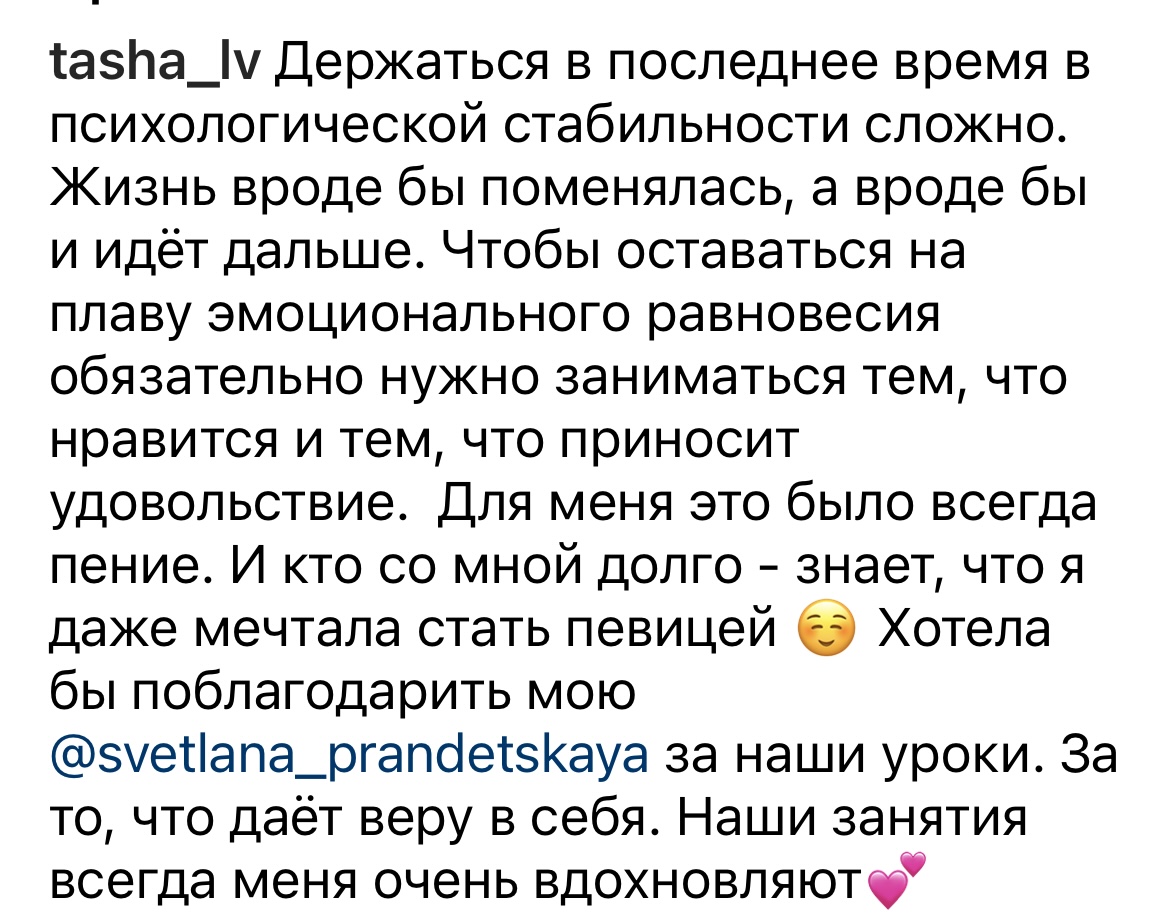 tasha_lv Держаться в последнее время в
психологической стабильности сложно.
Жизнь вроде бы поменялась, а вроде бы
и идёт дальше. Чтобы оставаться на
плаву эмоционального равновесия
обязательно нужно заниматься тем, что
нравится и тем, что приносит
удовольствие.  Для меня это было всегда
пение. И кто со мной долго - знает, что я
даже мечтала стать певицей ☺️ Хотела
бы поблагодарить мою
@svetlana_prandetskaya за наши уроки. За
то, что даёт веру в себя. Наши занятия
всегда меня очень вдохновляют💕